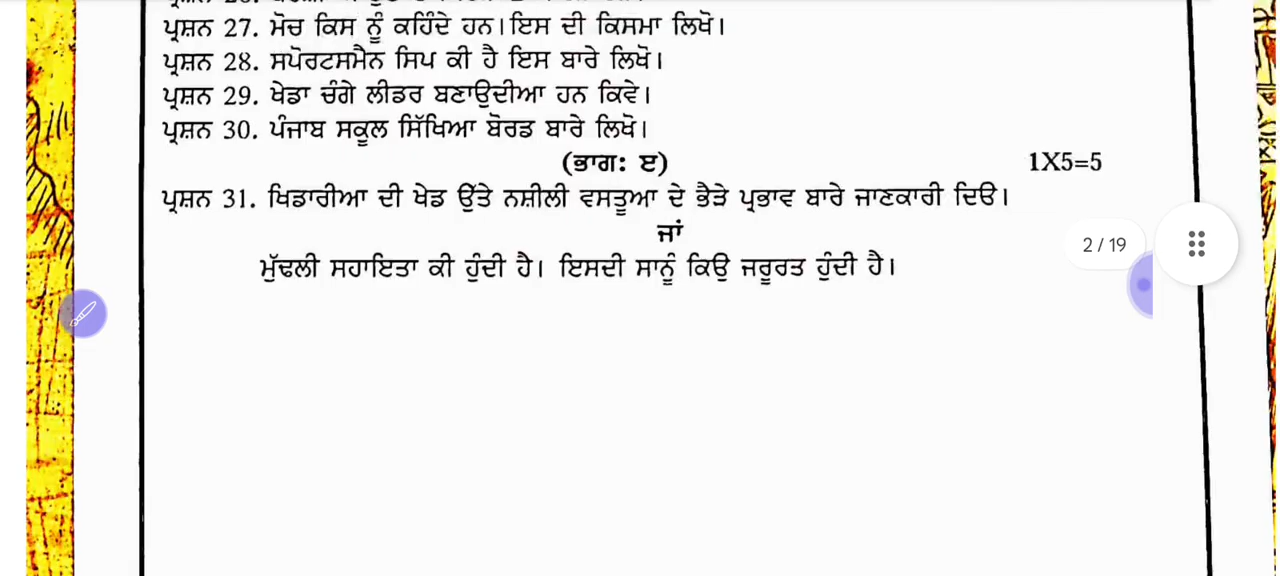 ਪ੍ਰਸ਼ਨ 27. ਮੋਚ ਕਿਸ ਨੂੰ ਕਹਿੰਦੇ ਹਨ।ਇਸ ਦੀ ਕਿਸਮਾ ਲਿਖੋ।
ਪ੍ਰਸ਼ਨ 28. ਸਪੋਰਟਸਮੈਨ ਸਿਪ ਕੀ ਹੈ ਇਸ ਬਾਰੇ ਲਿਖੋ।
ਪ੍ਰਸ਼ਨ 29. ਖੇਡਾ ਚੰਗੇ ਲੀਡਰ ਬਣਾਉਦੀਆ ਹਨ ਕਿਵੇ।
ਪ੍ਰਸ਼ਨ 30. ਪੰਜਾਬ ਸਕੂਲ ਸਿੱਖਿਆ ਬੋਰਡ ਬਾਰੇ ਲਿਖੋ।
(ਭਾਗ: ੲ) 1X5=5
ਪ੍ਰਸ਼ਨ 31. ਖਿਡਾਰੀਆ ਦੀ ਖੇਡ ਉੱਤੇ ਨਸ਼ੀਲੀ ਵਸਤੂਆ ਦੇ ਭੈੜੇ ਪ੍ਰਭਾਵ ਬਾਰੇ ਜਾਣਕਾਰੀ ਦਿਓ।
ਜਾਂ
2 / 19
ਮੁੱਢਲੀ ਸਹਾਇਤਾ ਕੀ ਹੁੰਦੀ ਹੈ। ਇਸਦੀ ਸਾਨੂੰ ਕਿਉ ਜਰੂਰਤ ਹੁੰਦੀ ਹੈ।